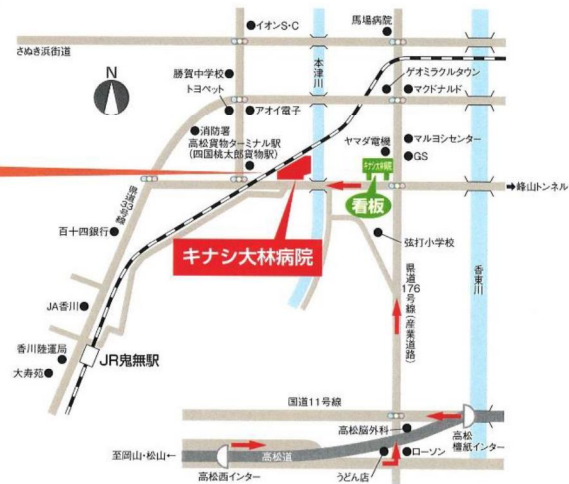 イオンS・C
馬場病院
さぬき浜街道
本津川
勝賀中学校
トヨペット
アオイ電子
ゲオミラクルタウン
マクドナルド
N
消防署
高松貨物ターミナル駅
(四国桃太郎貨物駅)
ヤマダ電機
マルヨシセンター
GS
キナシ大林病院
看板
峰山トンネル
県道33号線
百十四銀行
キナシ大林病院
弦打小学校
香東川
県道176号線(産業道路)
JA香川
香川陸運局
JR鬼無駅
大寿苑
国道11号線
高松脳外科
高松
檀紙インター
至岡山・松山←
高松道
高松西インター
うどん店
ローソン